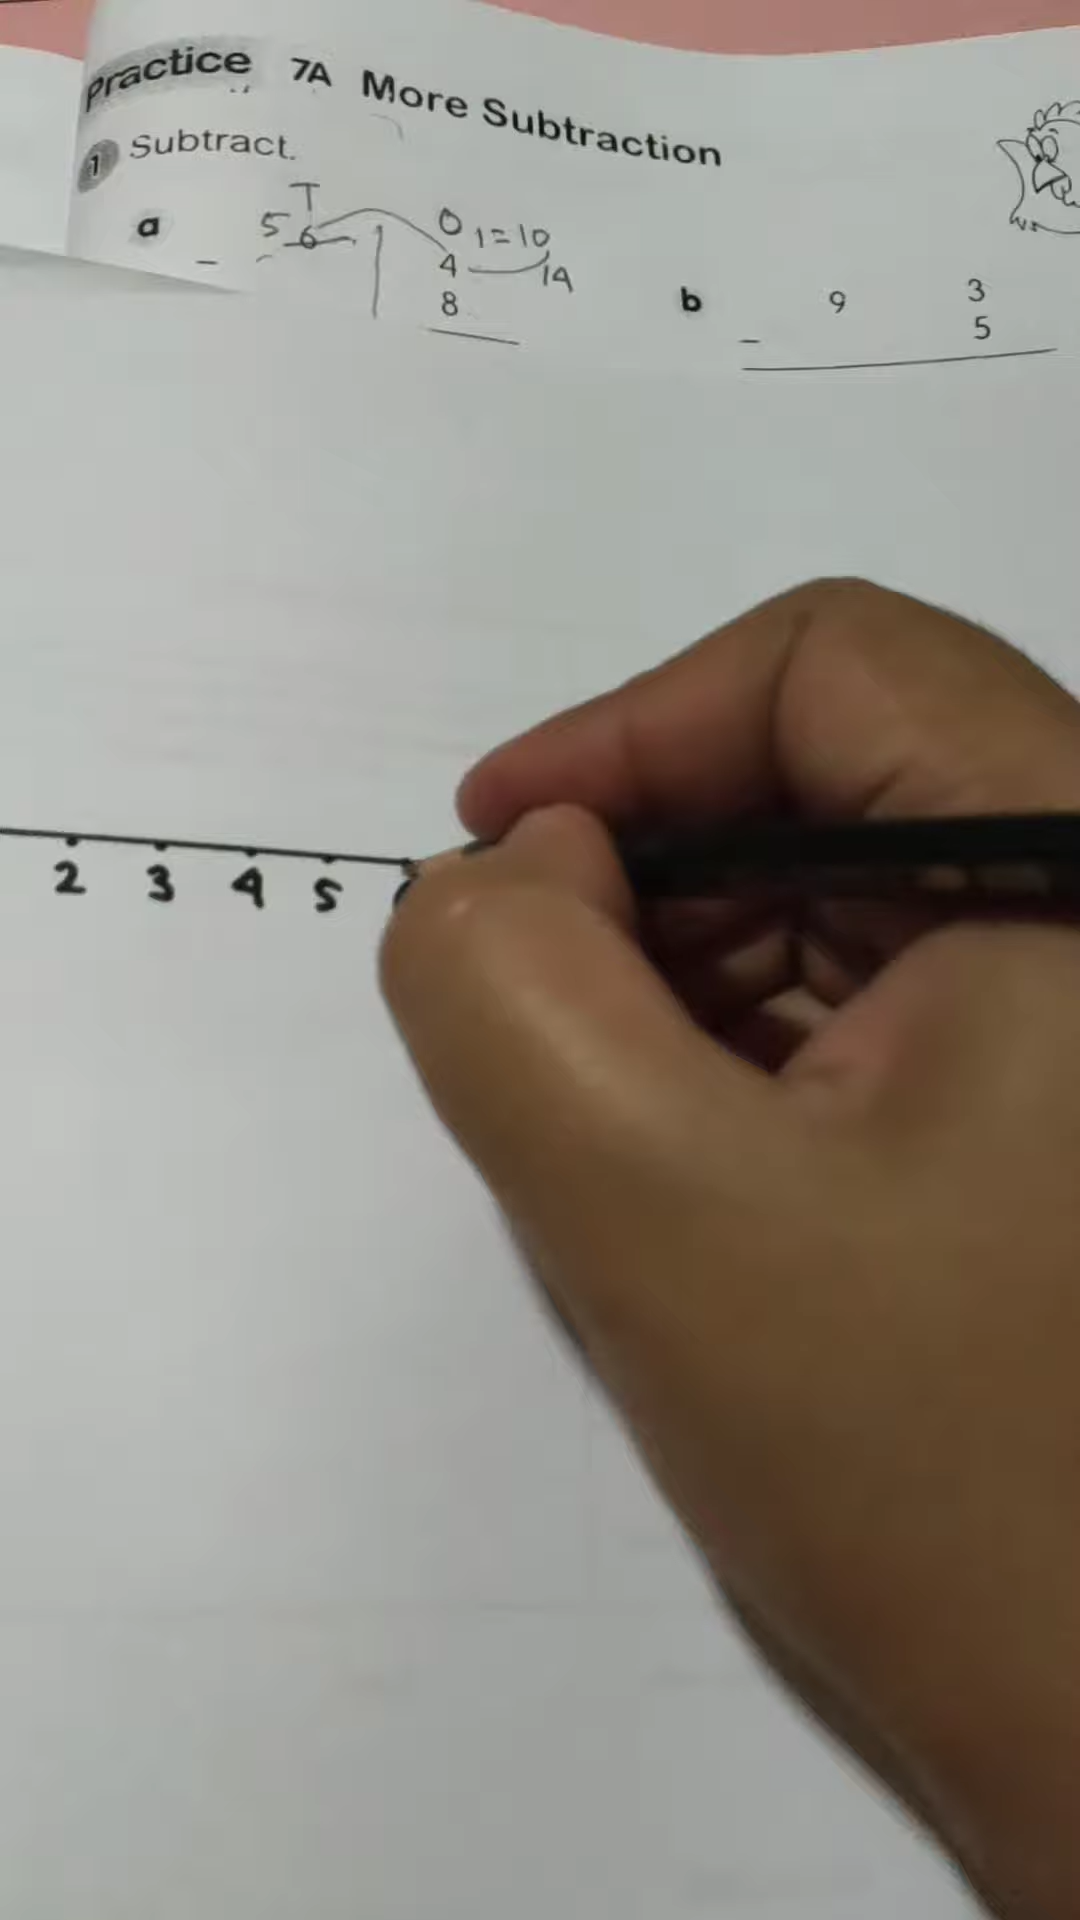 Practice 7A More Subtraction
1 Subtract.
T O
a 5 6 1=10
4 14
- 8
b 9 3
- 5
2 3 4 5